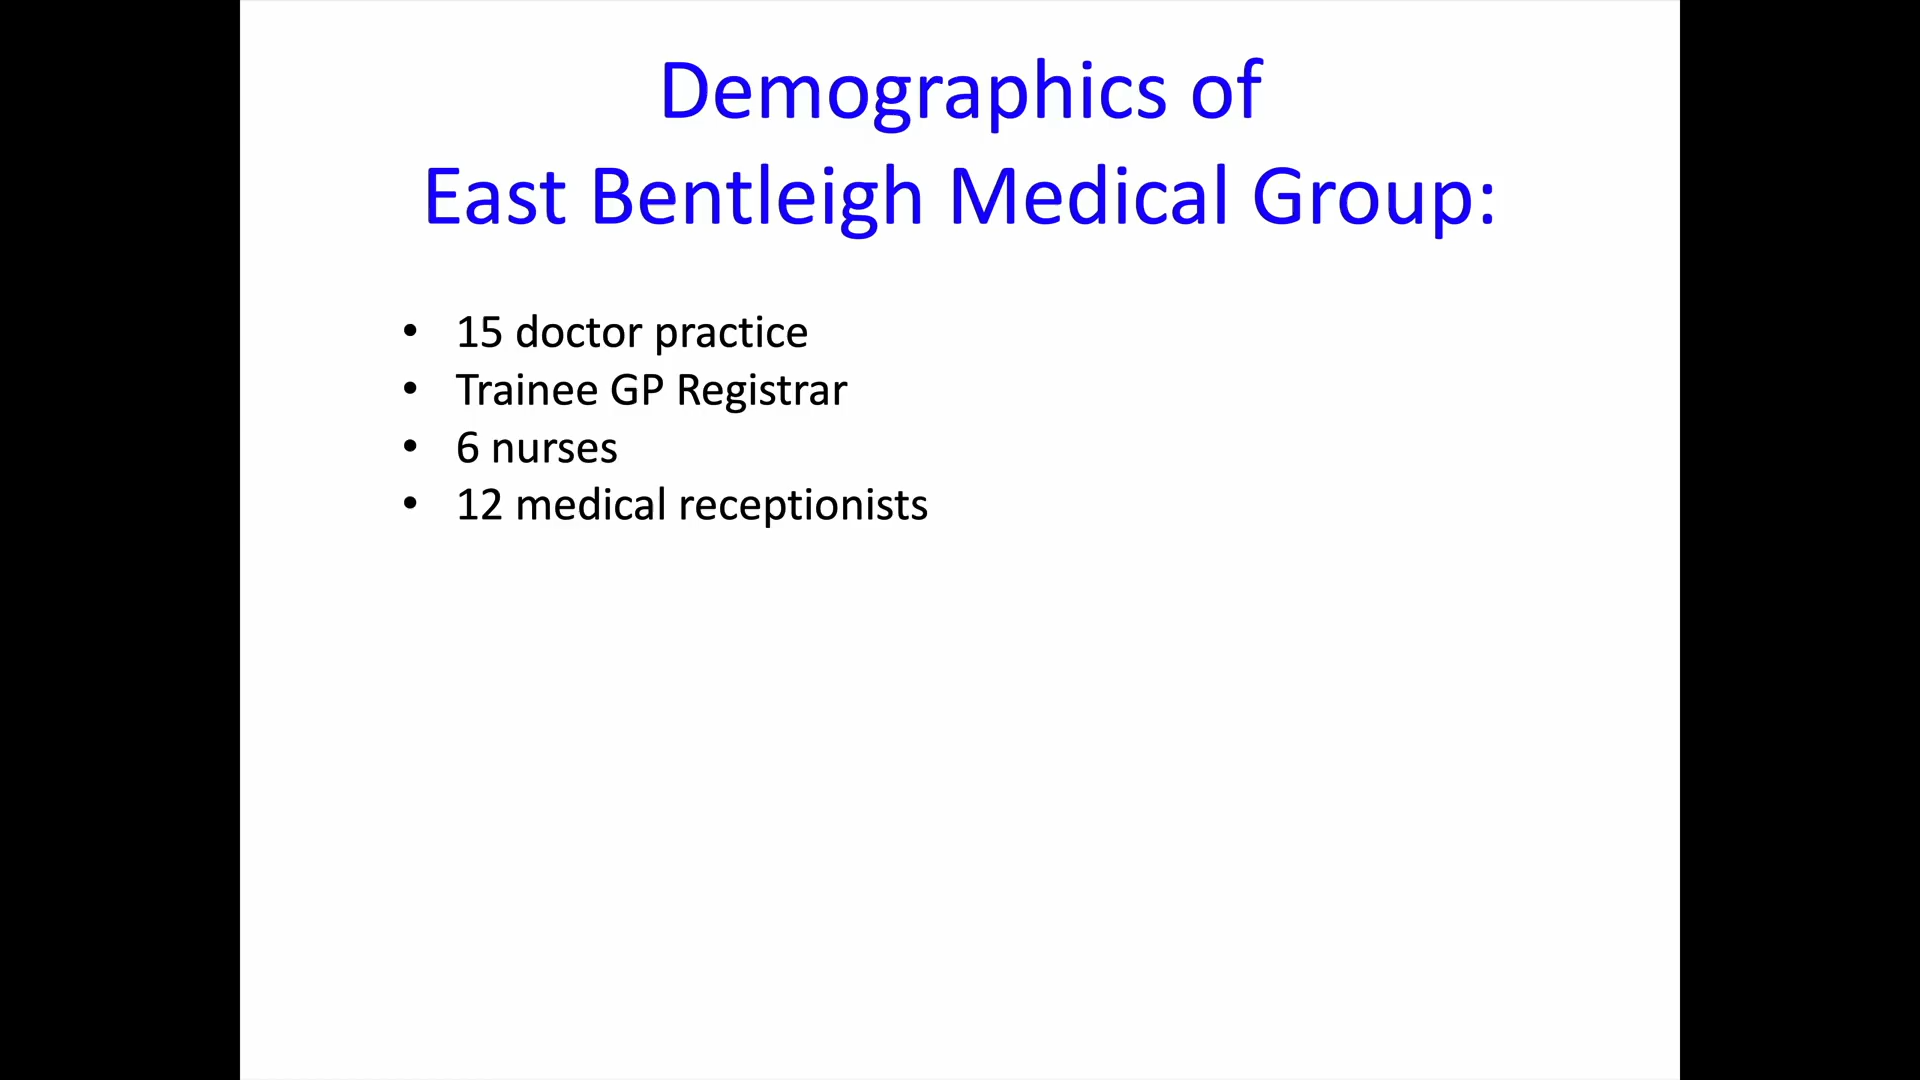 Demographics of
East Bentleigh Medical Group:
• 15 doctor practice
• Trainee GP Registrar
• 6 nurses
• 12 medical receptionists